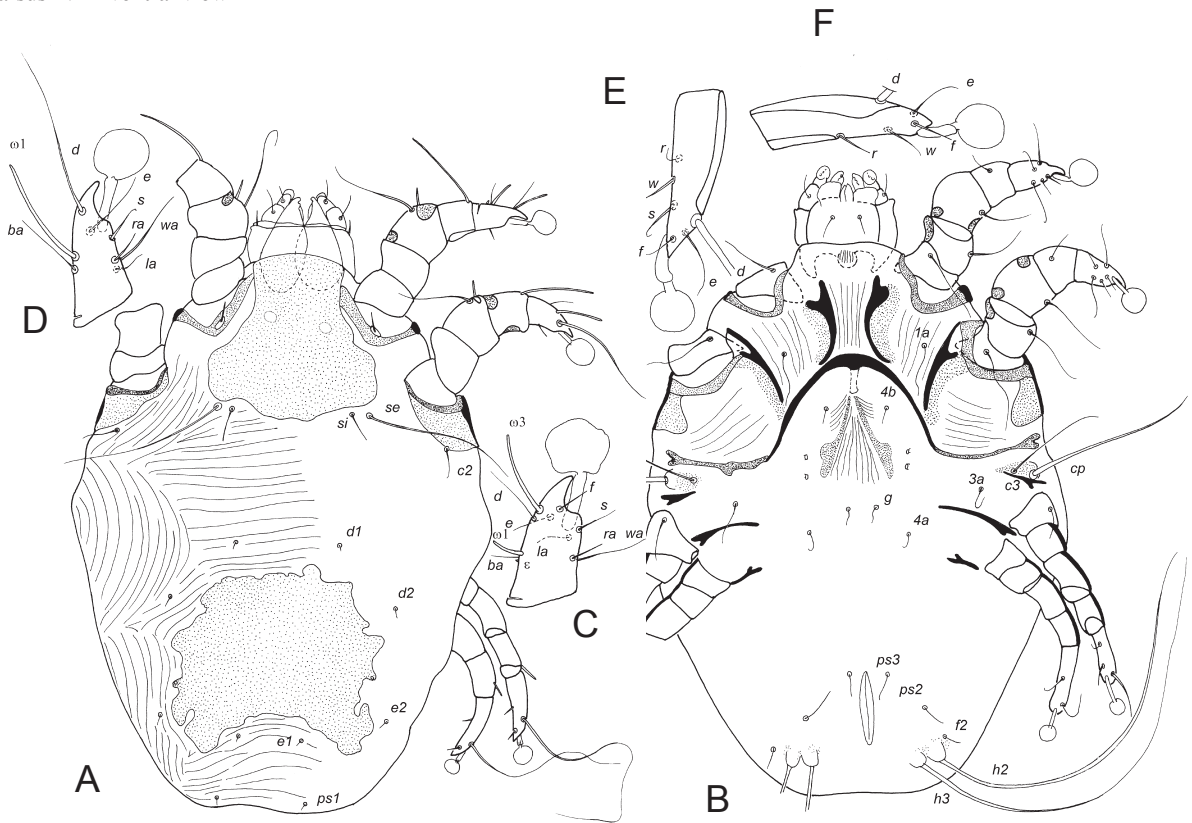 F
E
d
e
f
w
r
r
w
s
f
e
d
ω1
d
e
s
ra
wa
ba
la
D
1a
4b
si
se
c2
ω3
d
f
s
e
ω1
la
ra
wa
ba
ε
C
cp
c3
3a
g
4a
d1
d2
e2
e1
ps1
A
ps3
ps2
f2
h2
h3
B